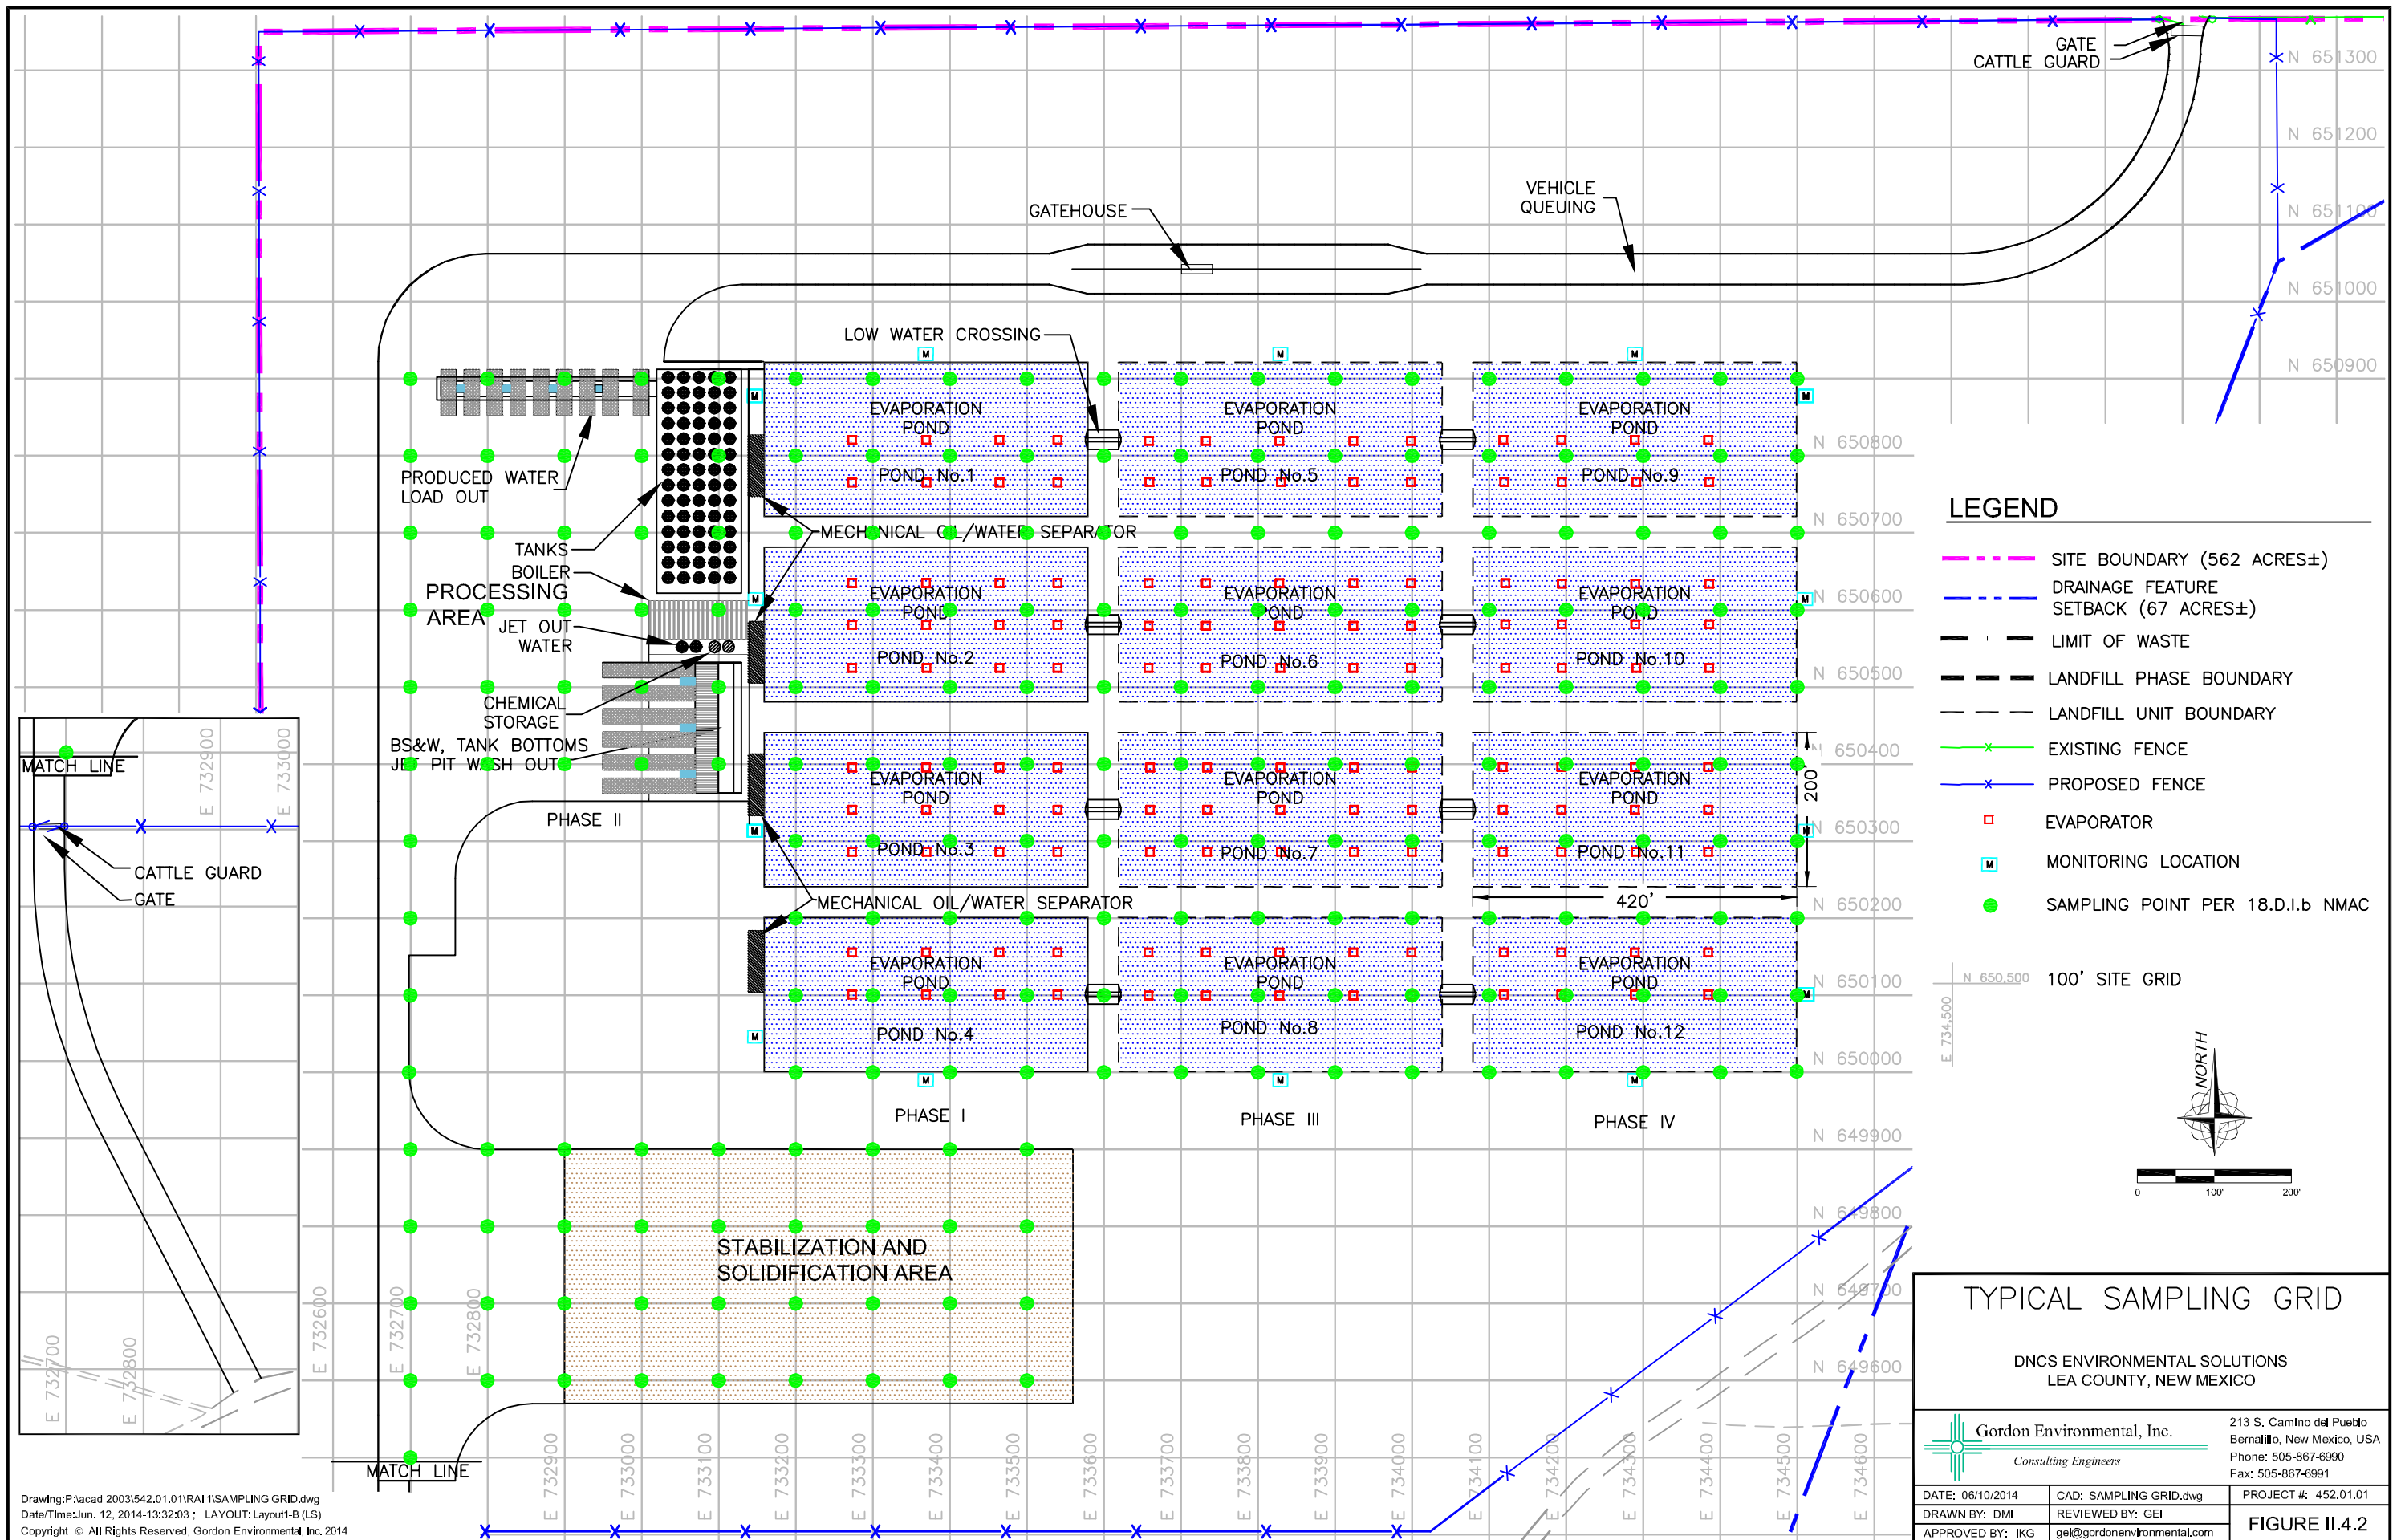 GATE
CATTLE GUARD
N 651300
N 651200
VEHICLE
QUEUING
GATEHOUSE
N 651100
N 651000
LOW WATER CROSSING
N 650900
M
M
M
M
M
EVAPORATION
POND
POND No.1
EVAPORATION
POND
POND No.5
EVAPORATION
POND
POND No.9
N 650800
PRODUCED WATER
LOAD OUT
MECHANICAL OIL/WATER SEPARATOR
N 650700
TANKS
BOILER
PROCESSING
AREA
JET OUT
WATER
M
M
EVAPORATION
POND
POND No.2
EVAPORATION
POND
POND No.6
EVAPORATION
POND
POND No.10
N 650600
N 650500
CHEMICAL
STORAGE
BS&W, TANK BOTTOMS
JET PIT WASH OUT
PHASE II
M
M
EVAPORATION
POND
POND No.3
EVAPORATION
POND
POND No.7
EVAPORATION
POND
POND No.11
N 650400
200'
N 650300
420'
MECHANICAL OIL/WATER SEPARATOR
N 650200
M
M
EVAPORATION
POND
POND No.4
EVAPORATION
POND
POND No.8
EVAPORATION
POND
POND No.12
N 650100
N 650000
M
M
M
PHASE I
PHASE III
PHASE IV
N 649900
STABILIZATION AND
SOLIDIFICATION AREA
N 649800
N 649700
N 649600
E 732600
E 732700
E 732800
E 732900
E 733000
E 733100
E 733200
E 733300
E 733400
E 733500
E 733600
E 733700
E 733800
E 733900
E 734000
E 734100
E 734200
E 734300
E 734400
E 734500
E 734600
MATCH LINE
MATCH LINE
E 732900
E 733000
CATTLE GUARD
GATE
E 732700
E 732800
LEGEND
SITE BOUNDARY (562 ACRES±)
DRAINAGE FEATURE
SETBACK (67 ACRES±)
LIMIT OF WASTE
LANDFILL PHASE BOUNDARY
LANDFILL UNIT BOUNDARY
EXISTING FENCE
PROPOSED FENCE
EVAPORATOR
M
MONITORING LOCATION
SAMPLING POINT PER 18.D.I.b NMAC
N 650,500
E 734,500
100' SITE GRID
NORTH
0 100' 200'
TYPICAL SAMPLING GRID
DNCS ENVIRONMENTAL SOLUTIONS
LEA COUNTY, NEW MEXICO
Gordon Environmental, Inc.
Consulting Engineers
213 S. Camino del Pueblo
Bernalillo, New Mexico, USA
Phone: 505-867-6990
Fax: 505-867-6991
DATE: 06/10/2014
CAD: SAMPLING GRID.dwg
PROJECT #: 452.01.01
DRAWN BY: DMI
REVIEWED BY: GEI
APPROVED BY: IKG
gei@gordonenvironmental.com
FIGURE II.4.2
Drawing:P:\acad 2003\542.01.01\RAI 1\SAMPLING GRID.dwg
Date/Time:Jun. 12, 2014-13:32:03 ; LAYOUT: Layout1-B (LS)
Copyright © All Rights Reserved, Gordon Environmental, Inc. 2014